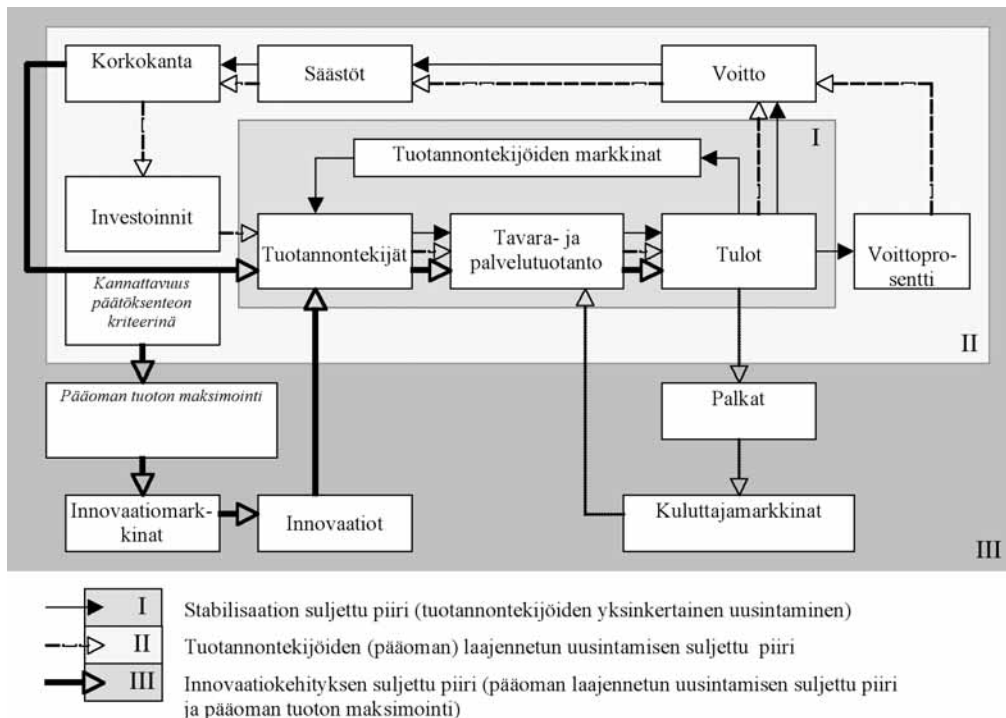 Korkokanta
Säästöt
Voitto
I
Tuotannontekijöiden markkinat
Investoinnit
Tuotannontekijät
Tavara- ja
palvelutuotanto
Tulot
Voittopro-
sentti
Kannattavuus
päätöksenteon
kriteerinä
II
Pääoman tuoton maksimointi
Palkat
Innovaatiomark-
kinat
Innovaatiot
Kuluttajamarkkinat
III
I
Stabilisaation suljettu piiri (tuotannontekijöiden yksinkertainen uusintaminen)
II
Tuotannontekijöiden (pääoman) laajennetun uusintamisen suljettu piiri
III
Innovaatiokehityksen suljettu piiri (pääoman laajennetun uusintamisen suljettu piiri
ja pääoman tuoton maksimointi)